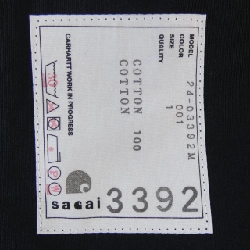 MODEL 24-03392M
COLOR 001
SIZE 1
QUALITY
COTTON 100
COTTON
CARHARTT WORK IN PROGRESS
sacai
3392